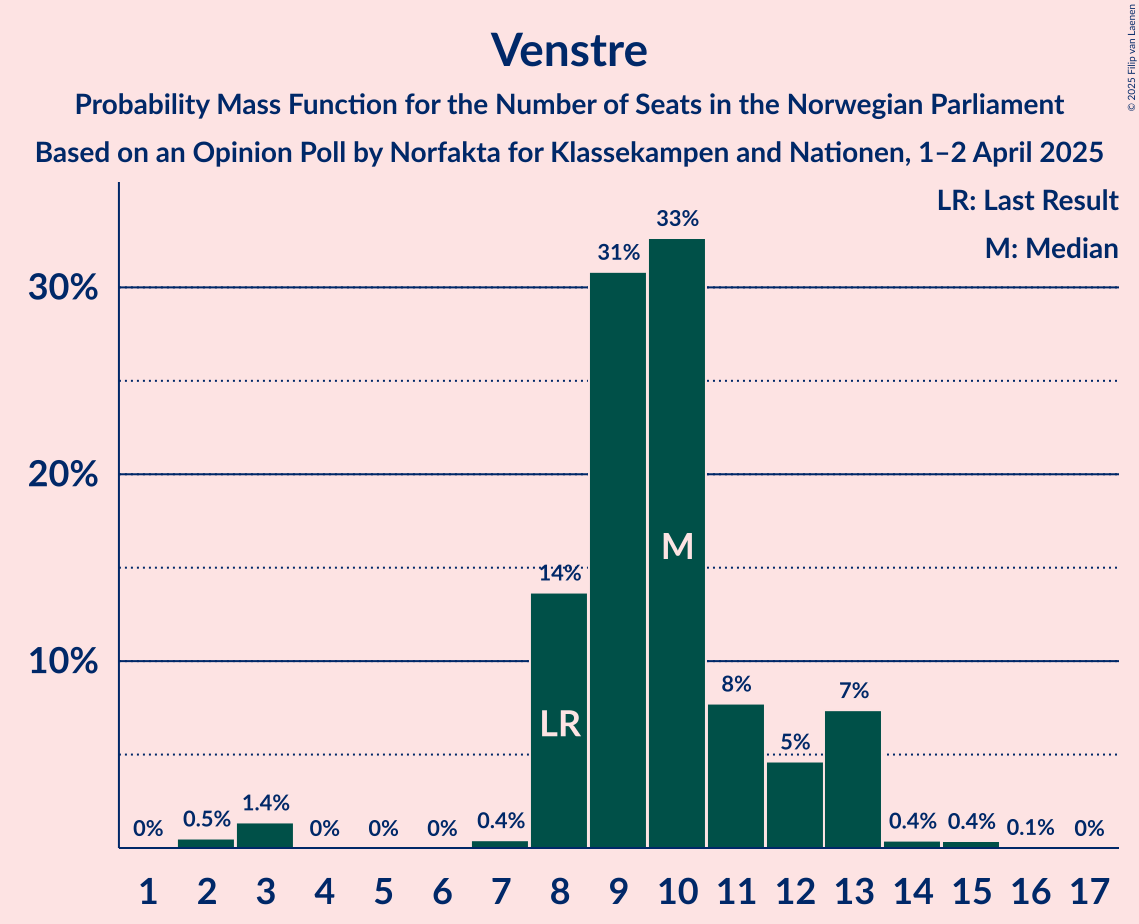 Venstre
Probability Mass Function for the Number of Seats in the Norwegian Parliament
Based on an Opinion Poll by Norfakta for Klassekampen and Nationen, 1–2 April 2025
© 2025 Filip van Laenen
LR: Last Result
M: Median
30%
20%
10%
0%
0.5%
1.4%
0%
0%
0%
0.4%
14%
31%
33%
8%
5%
7%
0.4%
0.4%
0.1%
0%
LR
M
1 2 3 4 5 6 7 8 9 10 11 12 13 14 15 16 17